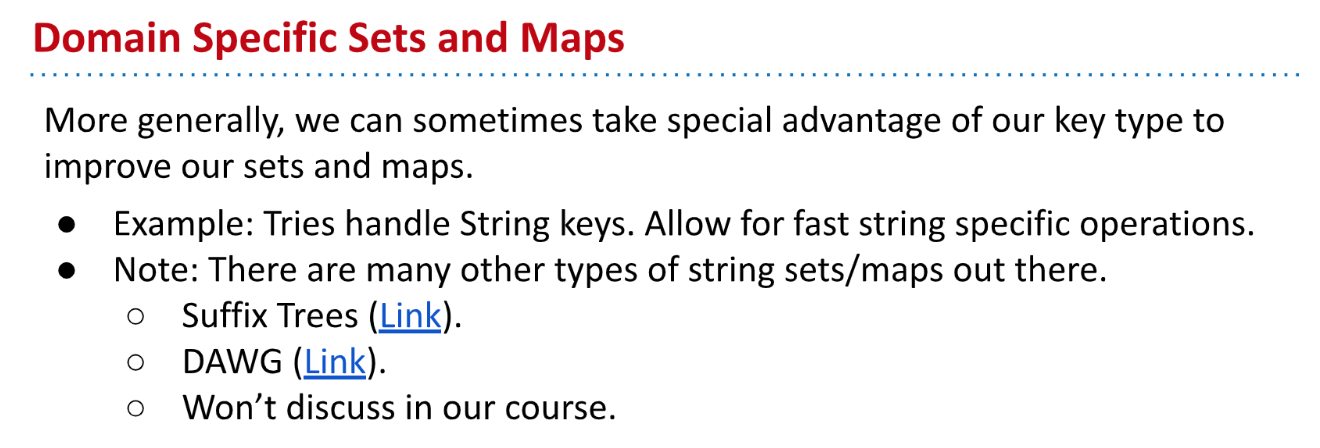 Domain Specific Sets and Maps
More generally, we can sometimes take special advantage of our key type to
improve our sets and maps.
● Example: Tries handle String keys. Allow for fast string specific operations.
● Note: There are many other types of string sets/maps out there.
○ Suffix Trees (Link).
○ DAWG (Link).
○ Won’t discuss in our course.